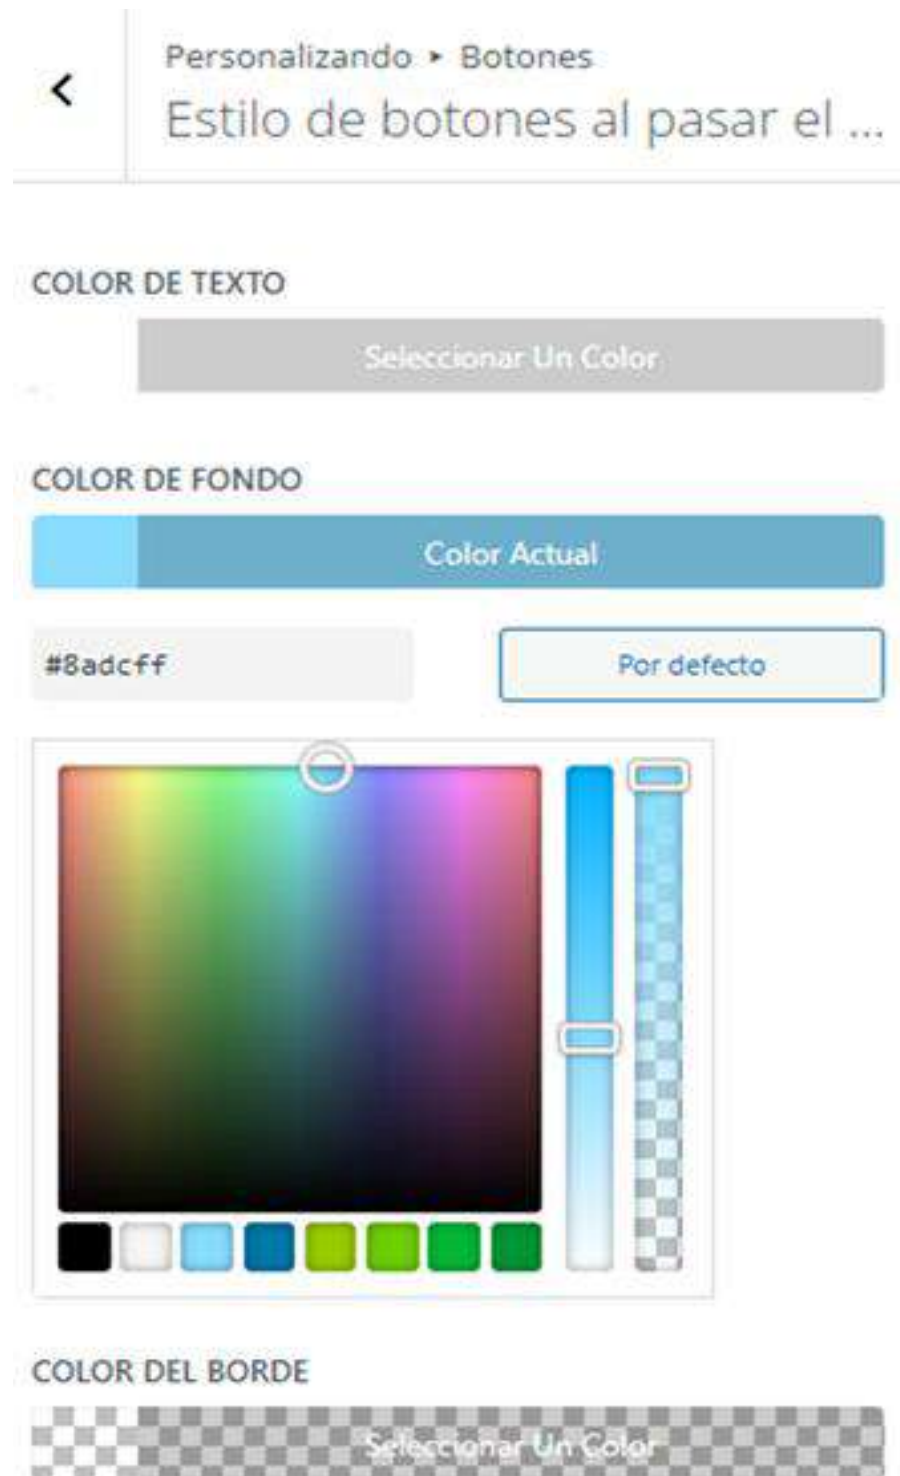 Personalizando ▸ Botones
Estilo de botones al pasar el ...
COLOR DE TEXTO
Seleccionar Un Color
COLOR DE FONDO
Color Actual
#8adcff
Por defecto
COLOR DEL BORDE
Seleccionar Un Color